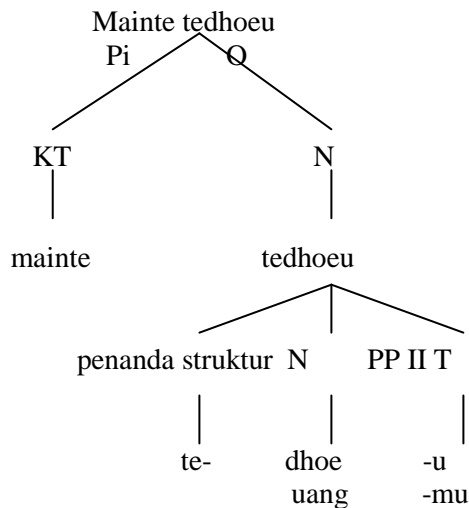 Mainte tedhoeu
Pi O
KT N
mainte tedhoeu
penanda struktur N PP II T
te- dhoe -u
uang -mu